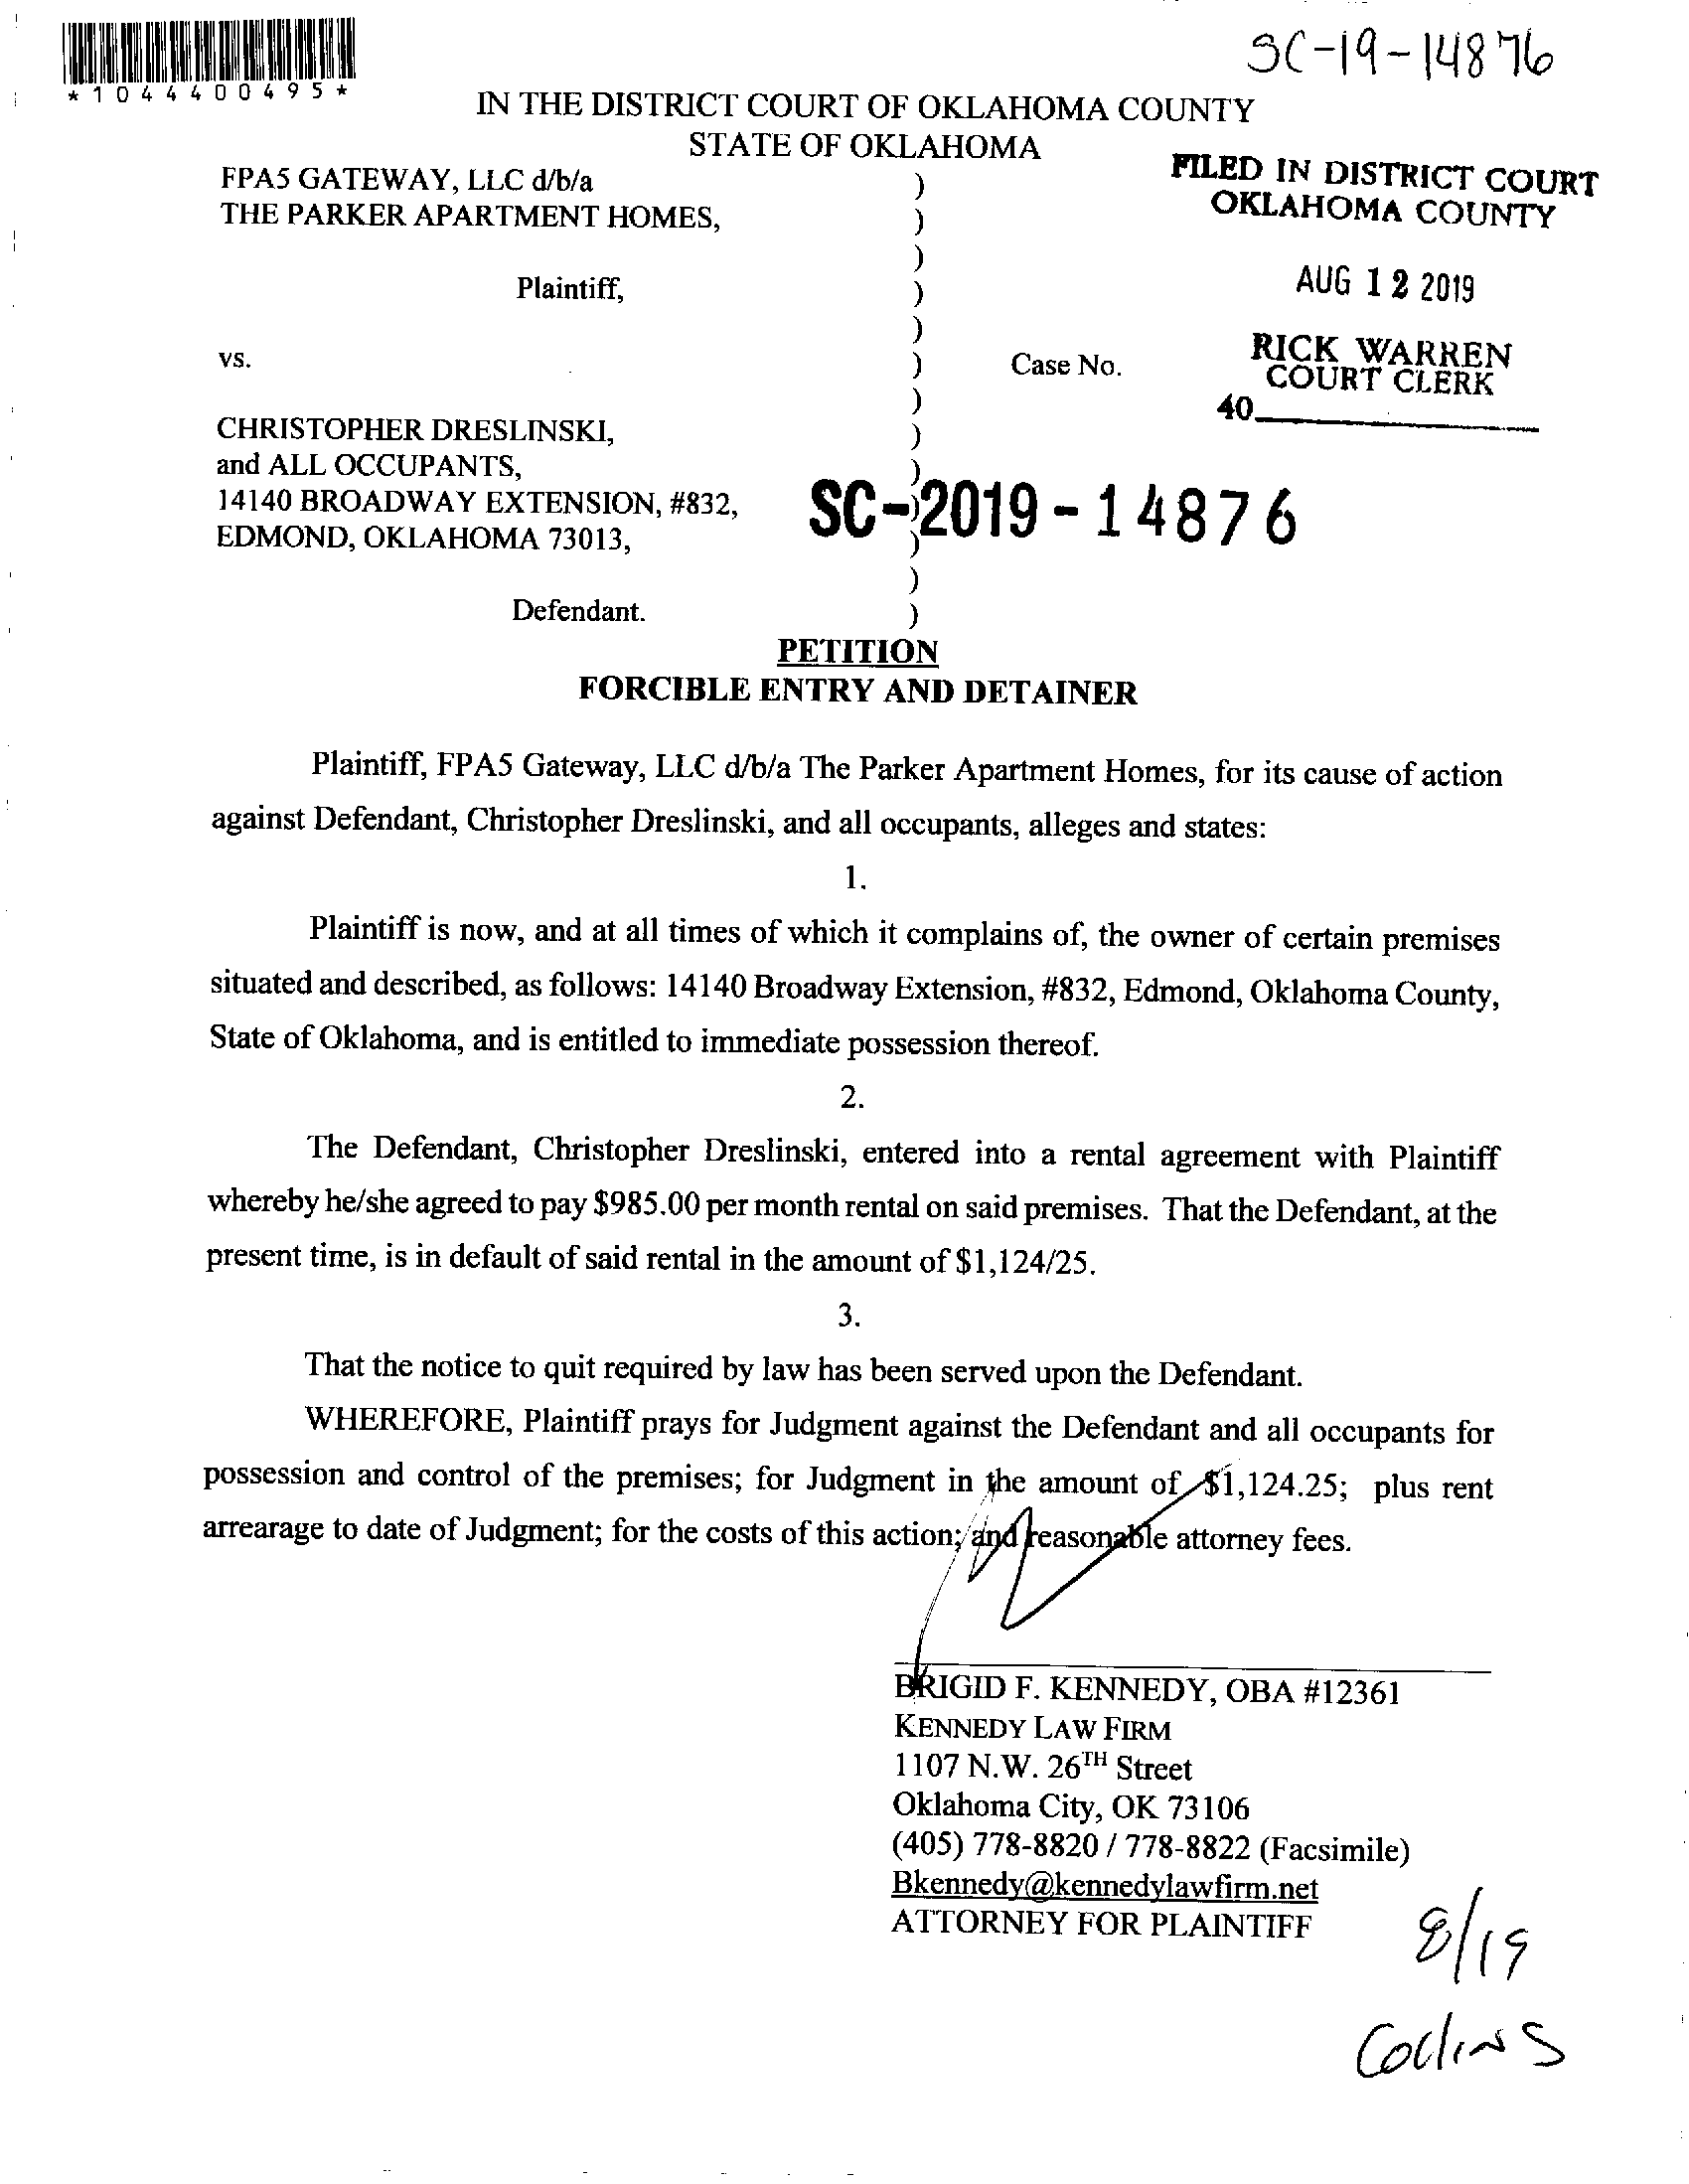 SC-19-14876
*1044400495*
IN THE DISTRICT COURT OF OKLAHOMA COUNTY
STATE OF OKLAHOMA
FPA5 GATEWAY, LLC d/b/a )
THE PARKER APARTMENT HOMES, )
)
Plaintiff, )
)
vs. ) Case No.
)
CHRISTOPHER DRESLINSKI, )
and ALL OCCUPANTS, )
14140 BROADWAY EXTENSION, #832, )
EDMOND, OKLAHOMA 73013, )
)
Defendant. )
FILED IN DISTRICT COURT
OKLAHOMA COUNTY
AUG 12 2019
RICK WARREN
COURT CLERK
40
SC-2019-14876
PETITION
FORCIBLE ENTRY AND DETAINER
Plaintiff, FPA5 Gateway, LLC d/b/a The Parker Apartment Homes, for its cause of action
against Defendant, Christopher Dreslinski, and all occupants, alleges and states:
1.
Plaintiff is now, and at all times of which it complains of, the owner of certain premises
situated and described, as follows: 14140 Broadway Extension, #832, Edmond, Oklahoma County,
State of Oklahoma, and is entitled to immediate possession thereof.
2.
The Defendant, Christopher Dreslinski, entered into a rental agreement with Plaintiff
whereby he/she agreed to pay $985.00 per month rental on said premises. That the Defendant, at the
present time, is in default of said rental in the amount of $1,124/25.
3.
That the notice to quit required by law has been served upon the Defendant.
WHEREFORE, Plaintiff prays for Judgment against the Defendant and all occupants for
possession and control of the premises; for Judgment in the amount of $1,124.25; plus rent
arrearage to date of Judgment; for the costs of this action; and reasonable attorney fees.
BRIGID F. KENNEDY, OBA #12361
KENNEDY LAW FIRM
1107 N.W. 26TH Street
Oklahoma City, OK 73106
(405) 778-8820 / 778-8822 (Facsimile)
Bkennedy@kennedylawfirm.net
ATTORNEY FOR PLAINTIFF
8/19
Collins